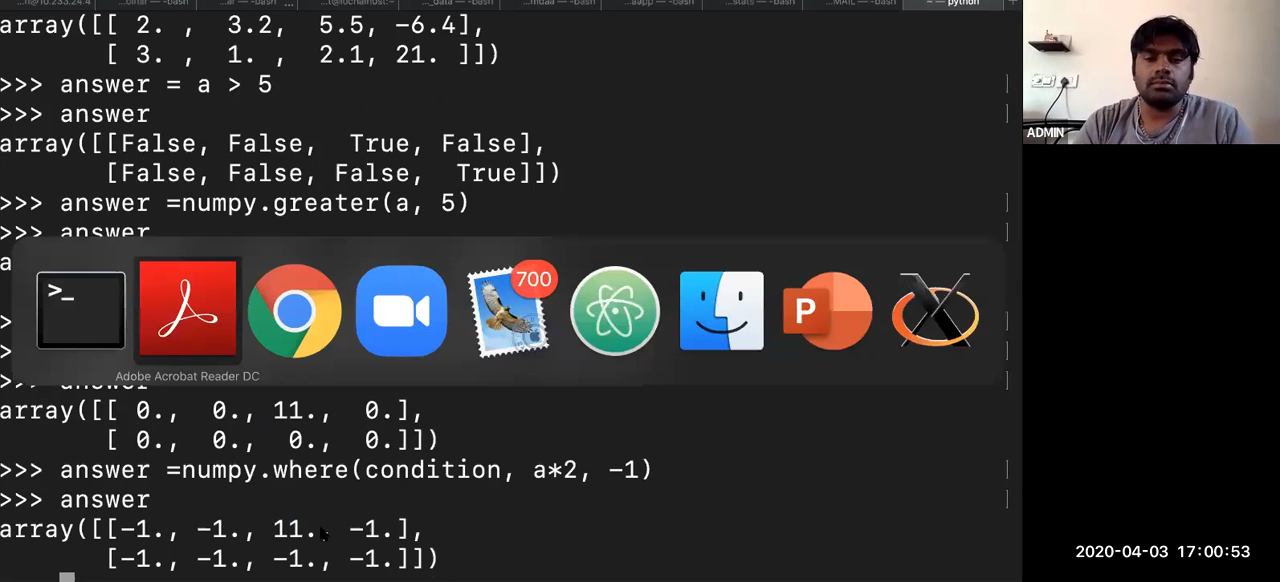 array([[ 2. , 3.2, 5.5, -6.4],
[ 3. , 1. , 2.1, 21. ]])
>>> answer = a > 5
>>> answer
array([[False, False, True, False],
[False, False, False, True]])
>>> answer =numpy.greater(a, 5)
>>> answer
>_
700
P
Adobe Acrobat Reader DC
array([[ 0., 0., 11., 0.],
[ 0., 0., 0., 0.]])
>>> answer =numpy.where(condition, a*2, -1)
>>> answer
array([[-1., -1., 11., -1.],
[-1., -1., -1., -1.]])
ADMIN
2020-04-03 17:00:53